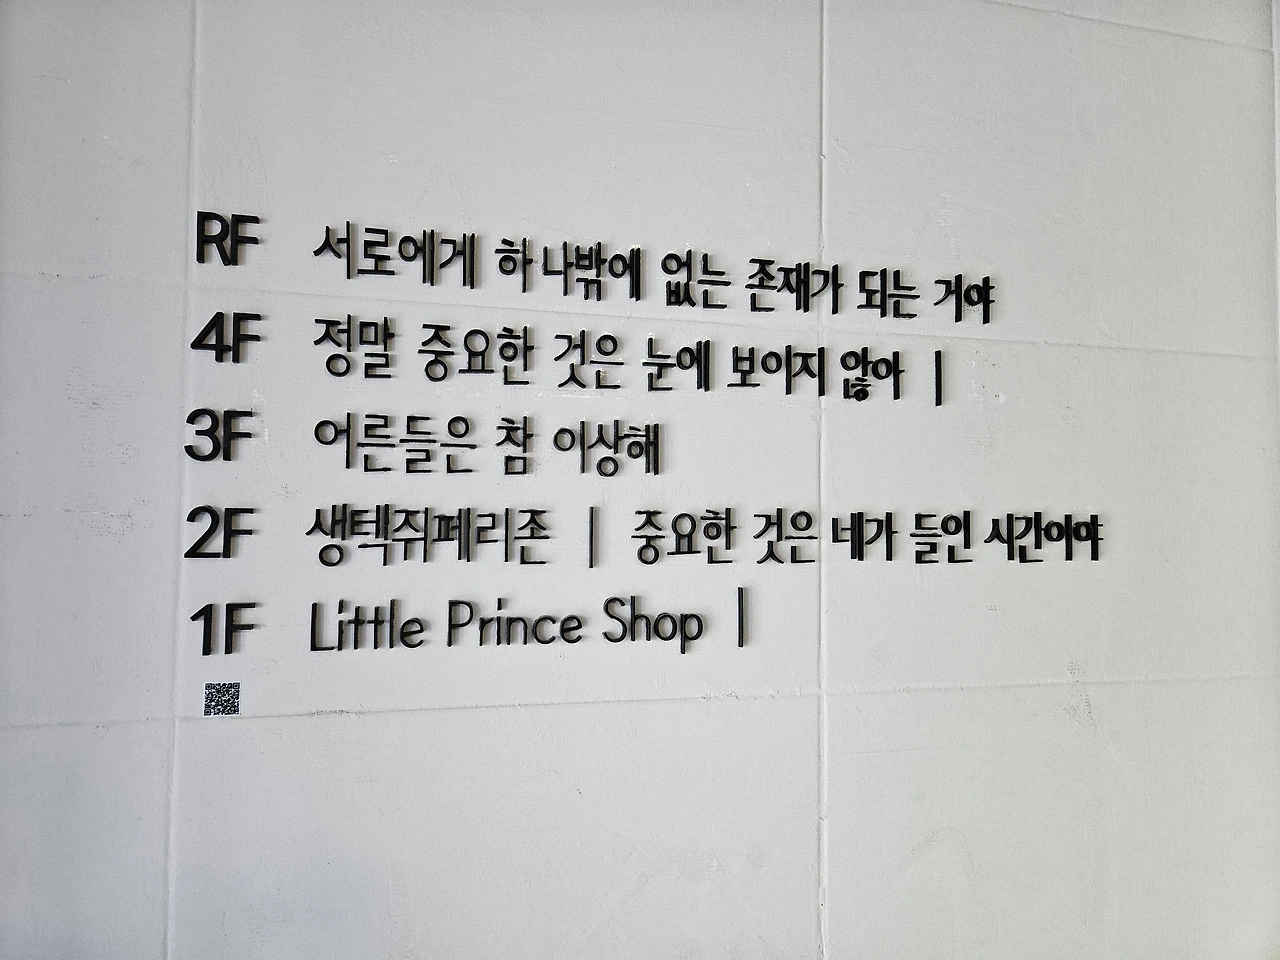 RF 서로에게 하나밖에 없는 존재가 되는 거야
4F 정말 중요한 것은 눈에 보이지 않아 |
3F 어른들은 참 이상해
2F 생텍쥐페리존 | 중요한 것은 네가 들인 시간이야
1F Little Prince Shop |